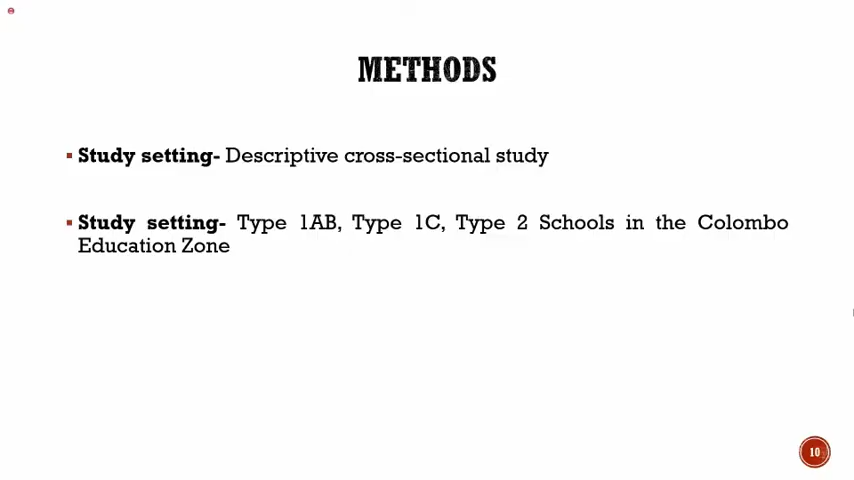 METHODS
▪ Study setting- Descriptive cross-sectional study
▪ Study setting- Type 1AB, Type 1C, Type 2 Schools in the Colombo
Education Zone
10